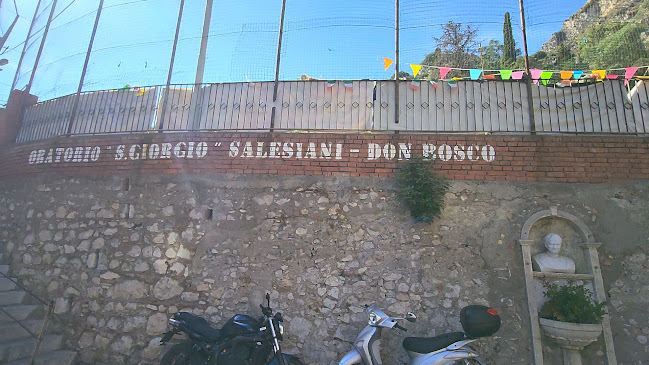 ORATORIO "S.GIORGIO" SALESIANI - DON BOSCO